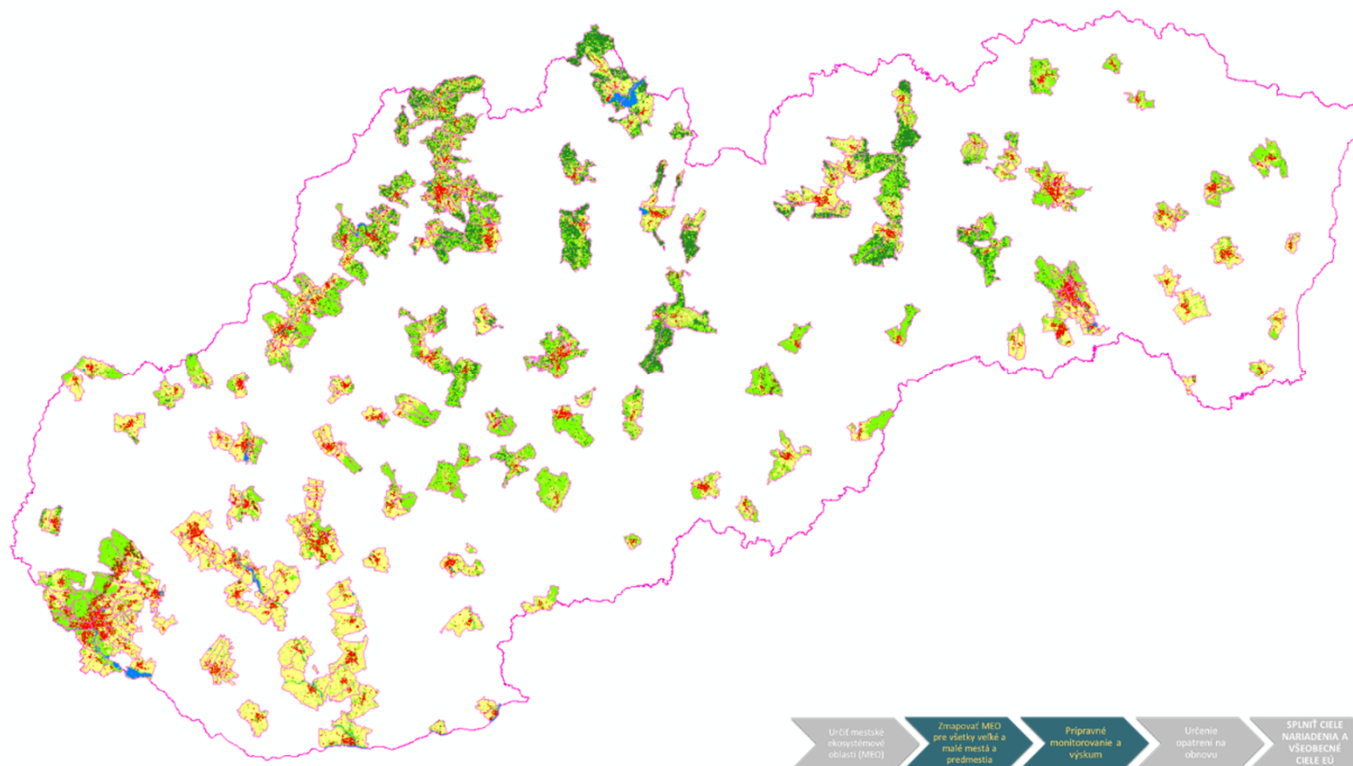 Určiť mestské
ekosystémové
oblasti (MEO)
Zmapovať MEO
pre všetky veľké a
malé mestá a
predmestia
Prípravné
monitorovanie a
výskum
Určenie
opatrení na
obnovu
SPLNIŤ CIELE
NARIADENIA A
VŠEOBECNÉ
CIELE EÚ